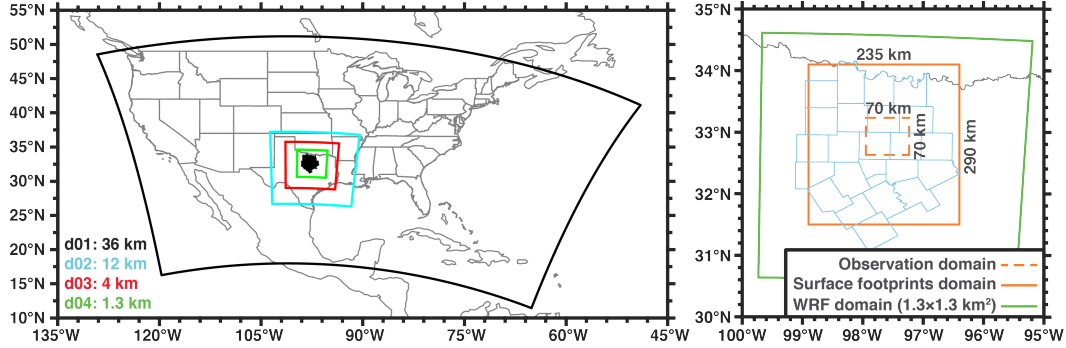 55°N
50°N
45°N
40°N
35°N
30°N
25°N
20°N
15°N
10°N
d01: 36 km
d02: 12 km
d03: 4 km
d04: 1.3 km
135°W 120°W 105°W 90°W 75°W 60°W 45°W
35°N
34°N
33°N
32°N
31°N
30°N
235 km
70 km
70 km
290 km
Observation domain
Surface footprints domain
WRF domain (1.3×1.3 km²)
100°W 99°W 98°W 97°W 96°W 95°W